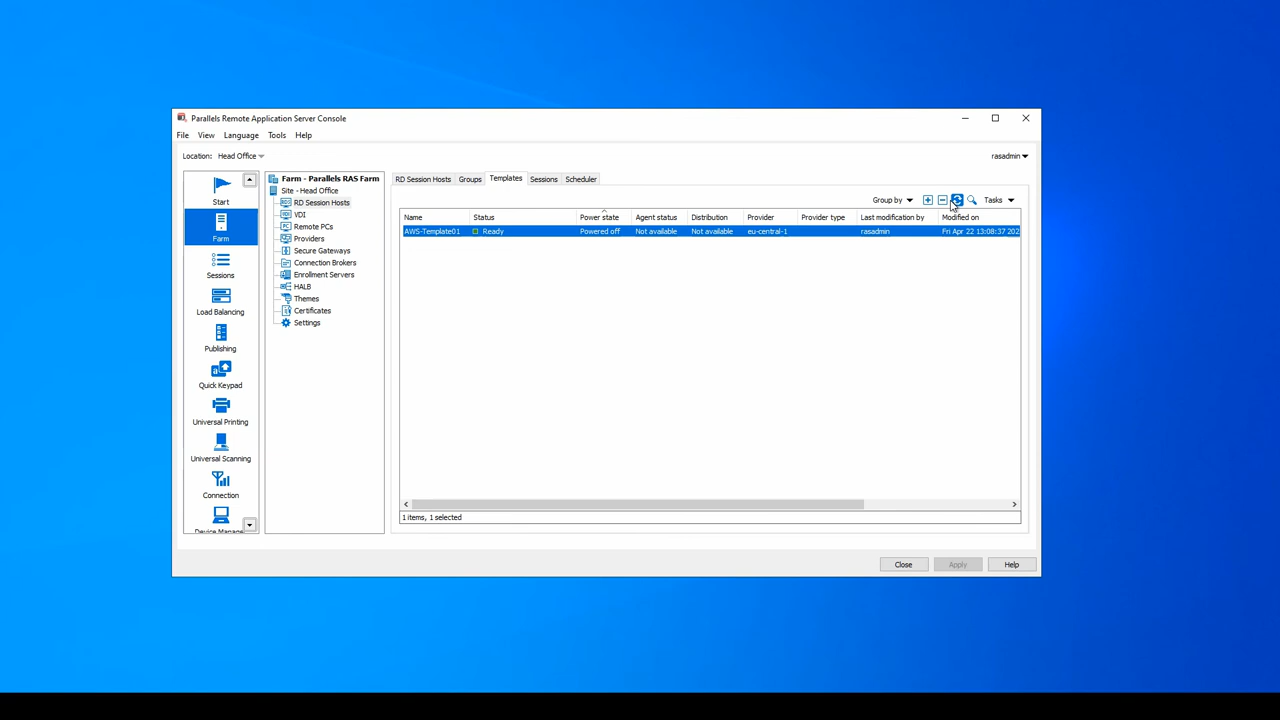 Parallels Remote Application Server Console
File View Language Tools Help
Location: Head Office
rasadmin
Start
Farm
Sessions
Load Balancing
Publishing
Quick Keypad
Universal Printing
Universal Scanning
Connection
Farm - Parallels RAS Farm
Site - Head Office
RD Session Hosts
VDI
Remote PCs
Providers
Secure Gateways
Connection Brokers
Enrollment Servers
HALB
Themes
Certificates
Settings
RD Session Hosts Groups Templates Sessions Scheduler
Group by Tasks
Name Status Power state Agent status Distribution Provider Provider type Last modification by Modified on
AWS-Template01 Ready Powered off Not available Not available eu-central-1 rasadmin Fri Apr 22 13:08:37 202
1 items, 1 selected
Close Apply Help